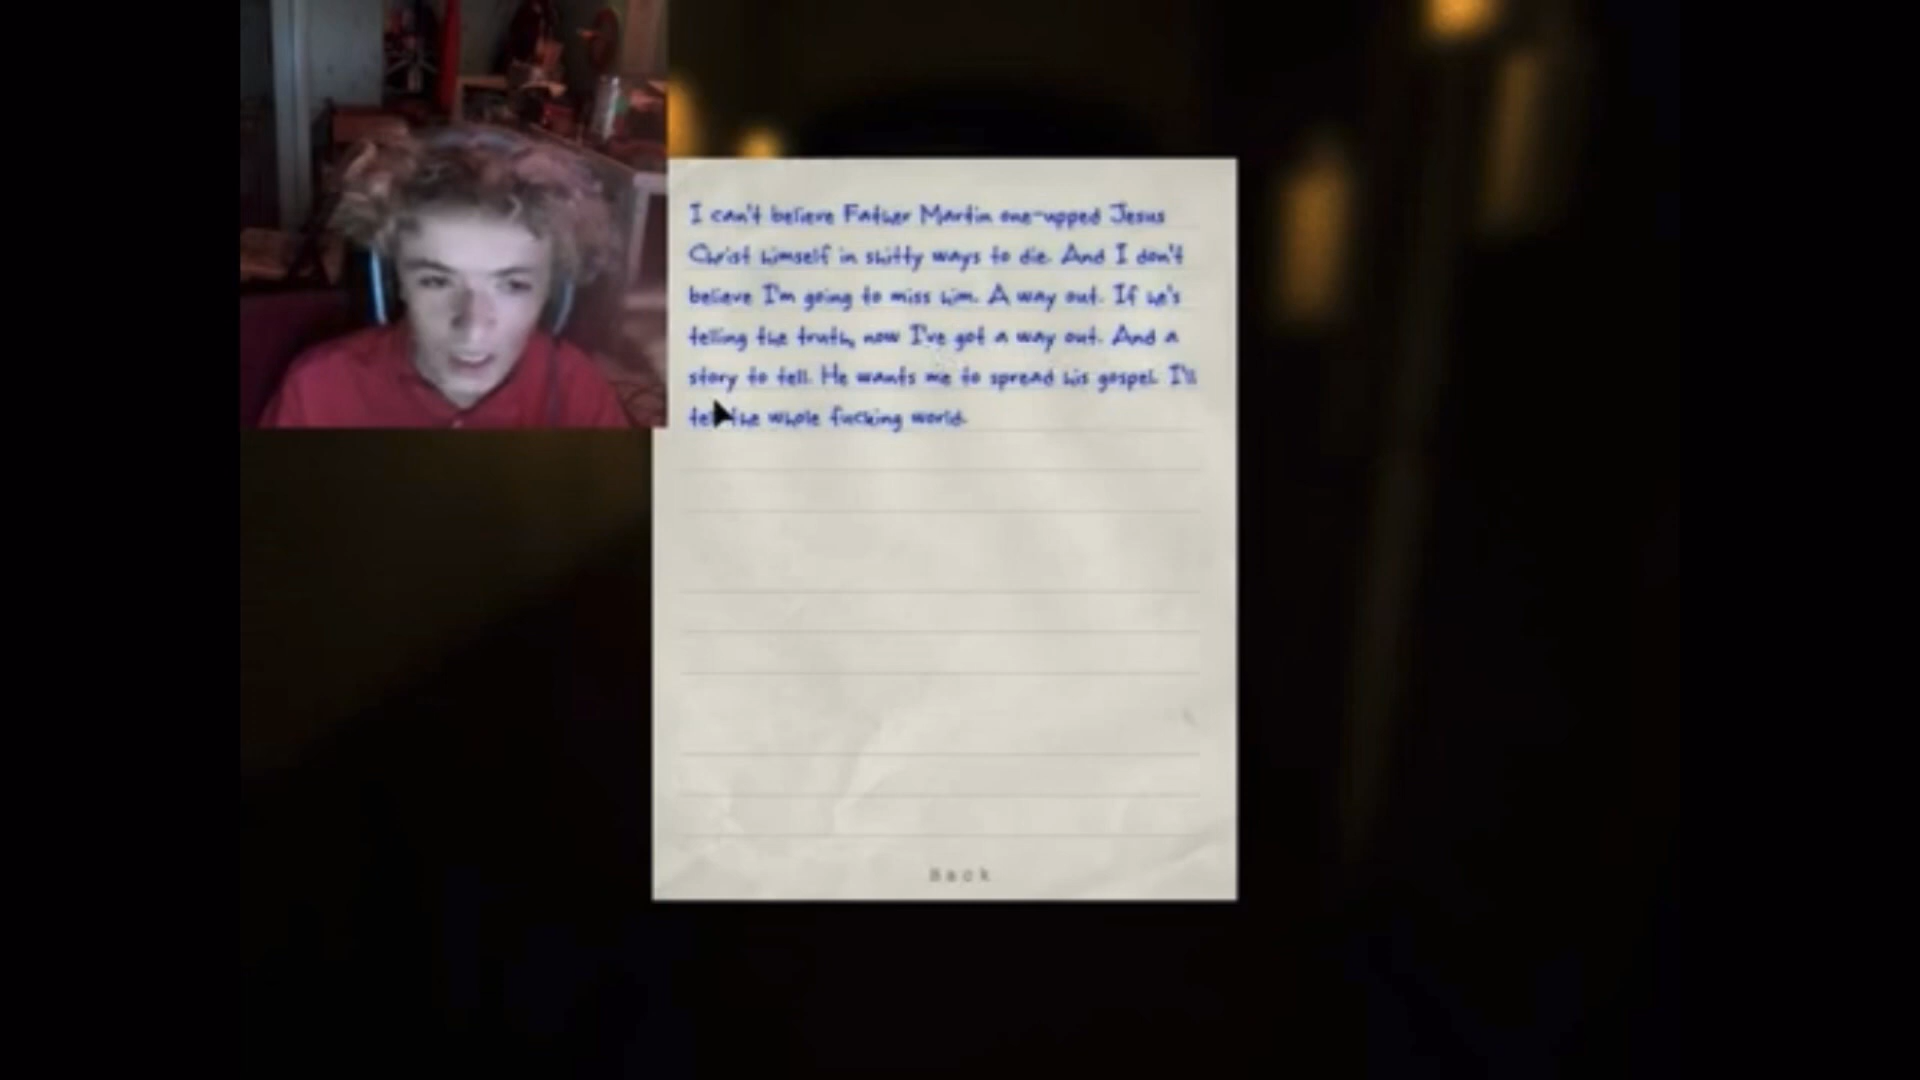 I can't believe Father Martin one-upped Jesus
Christ himself in shitty ways to die. And I don't
believe I'm going to miss him. A way out. If he's
telling the truth, now I've got a way out. And a
story to tell. He wants me to spread his gospel. I'll
tell the whole fucking world.
Back